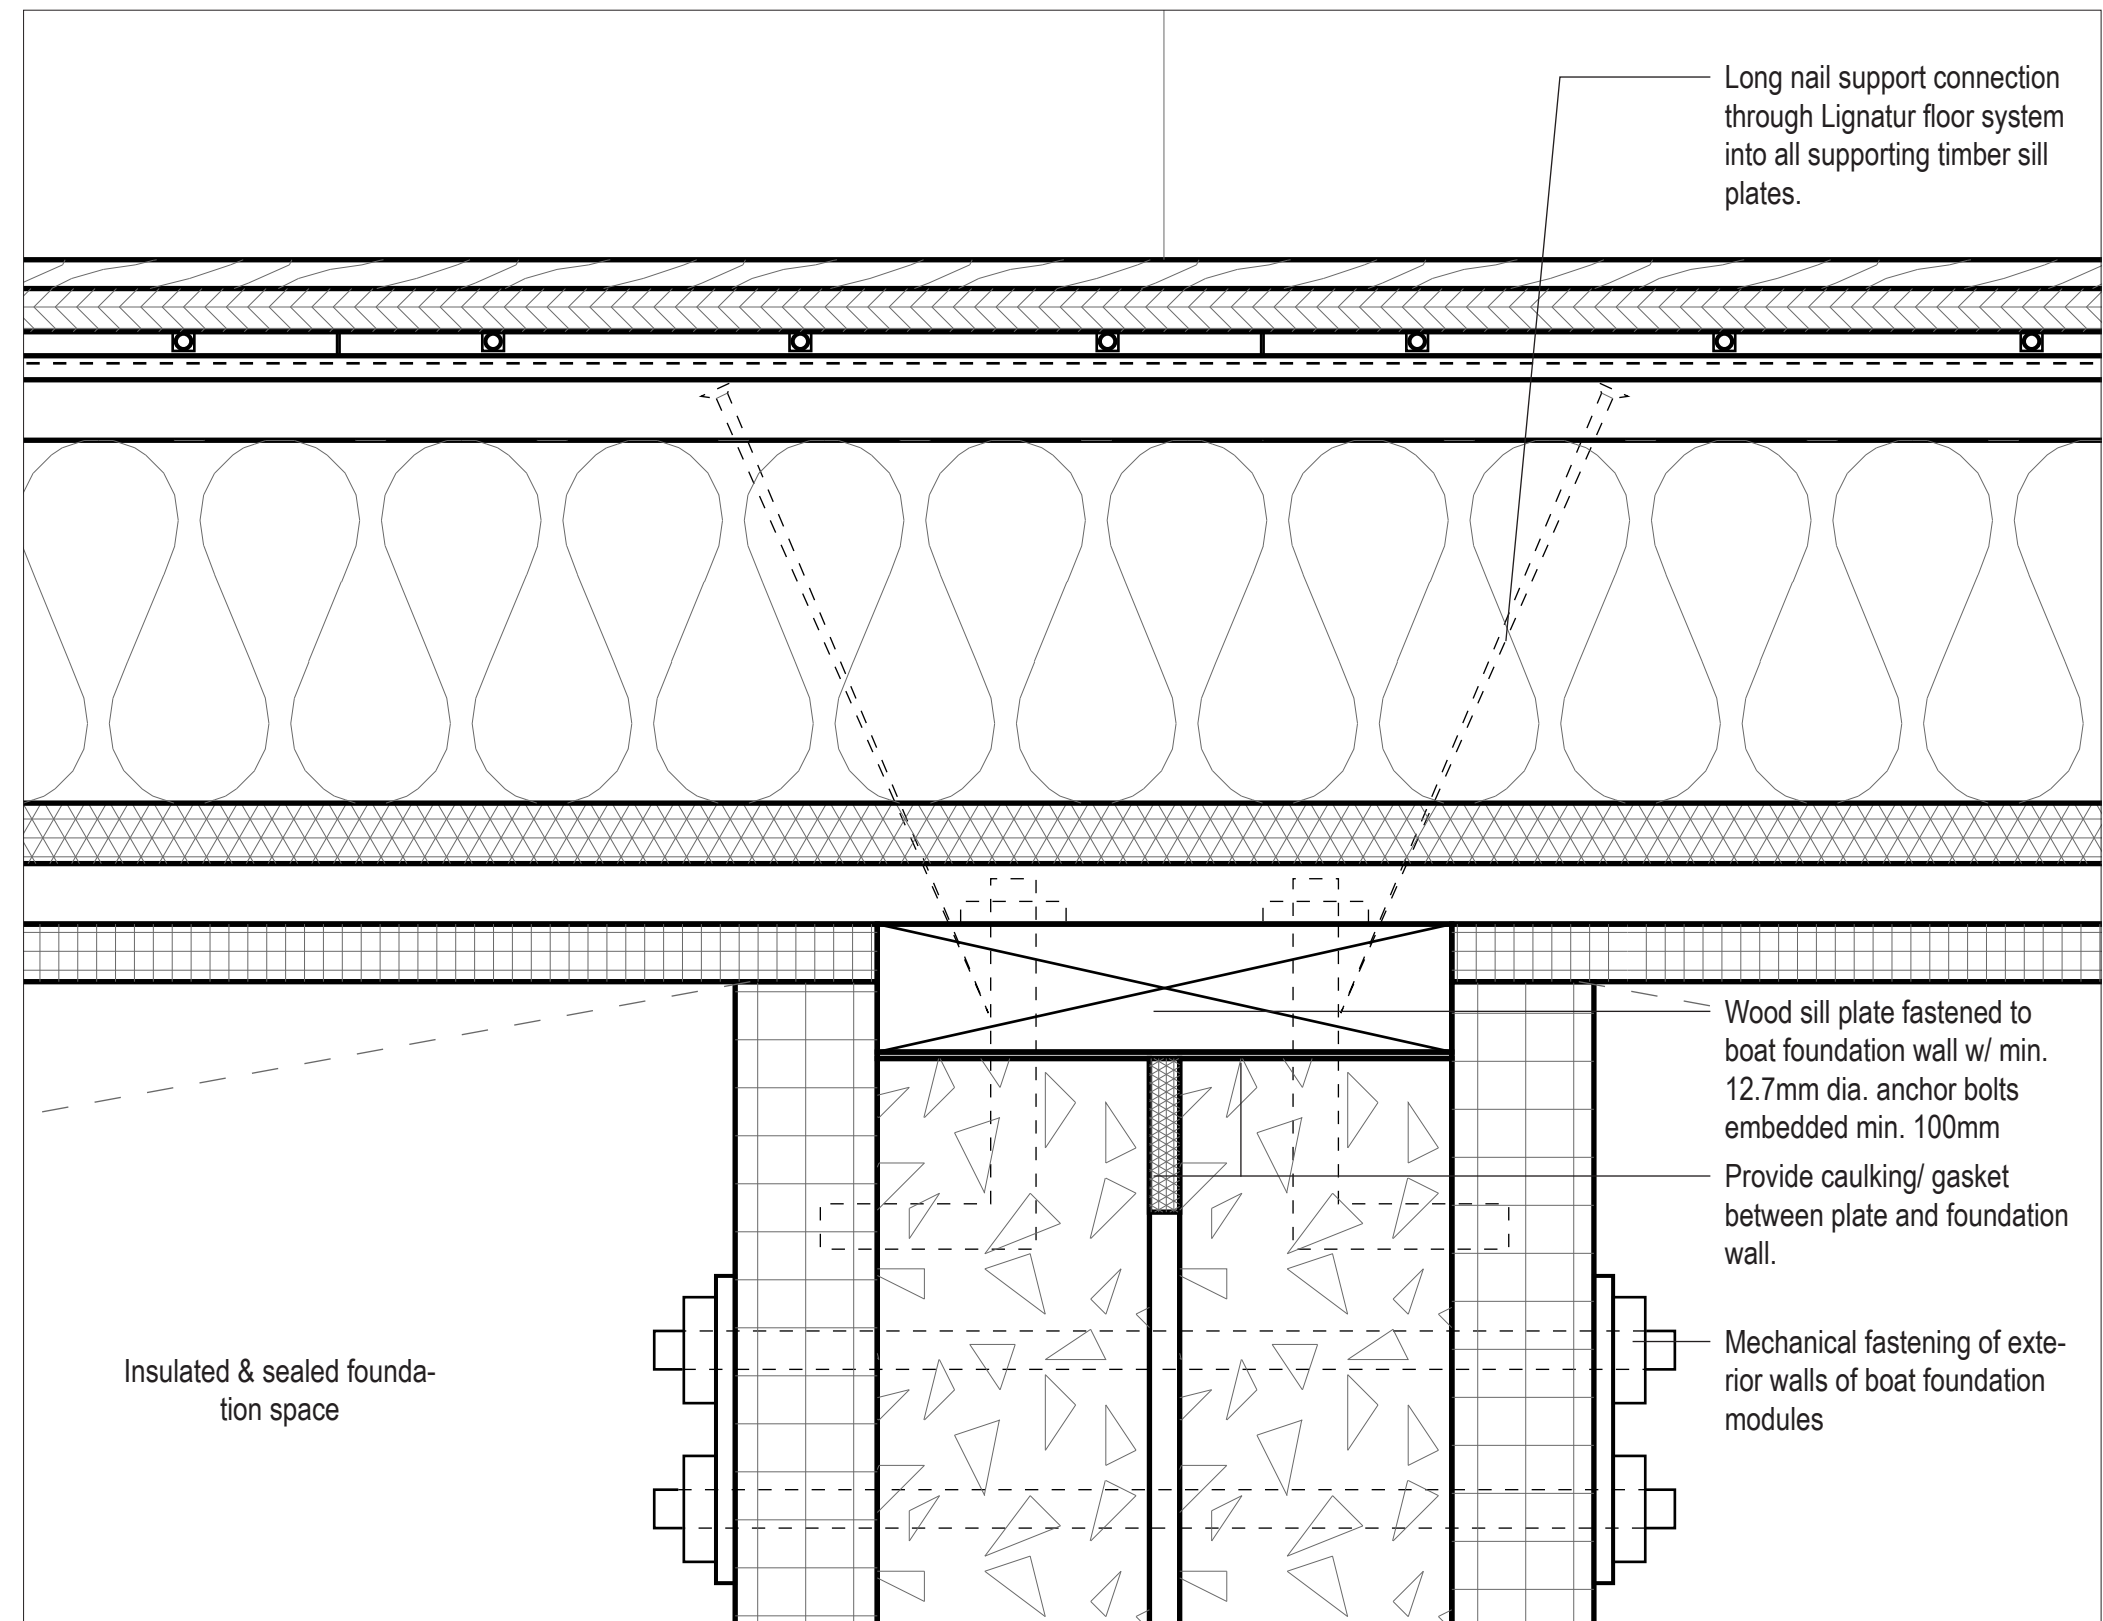 Long nail support connection
through Lignatur floor system
into all supporting timber sill
plates.
Wood sill plate fastened to
boat foundation wall w/ min.
12.7mm dia. anchor bolts
embedded min. 100mm
Provide caulking/ gasket
between plate and foundation
wall.
Mechanical fastening of exte-
rior walls of boat foundation
modules
Insulated & sealed founda-
tion space